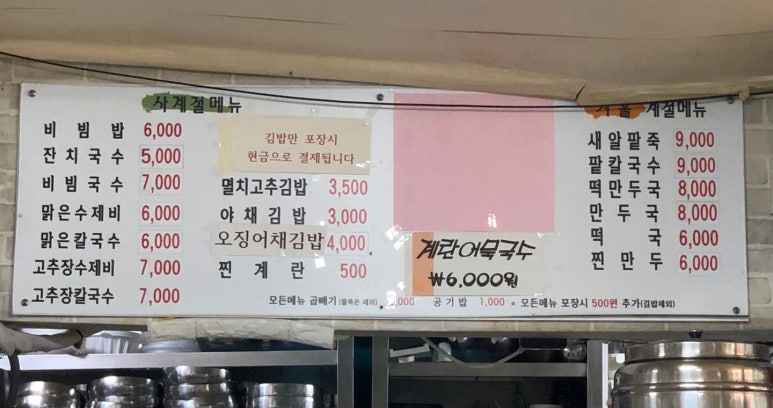 사계절메뉴
비빔밥 6,000
잔치국수 5,000
비빔국수 7,000
맑은수제비 6,000
맑은칼국수 6,000
고추장수제비 7,000
고추장칼국수 7,000
김밥만 포장시
현금으로 결제됩니다
멸치고추김밥 3,500
야채김밥 3,000
오징어채김밥 4,000
찐계란 500
계란어묵국수
₩6.000원
겨울 계절메뉴
새알팥죽 9,000
팥칼국수 9,000
떡만두국 8,000
만두국 8,000
떡국 6,000
찐만두 6,000
모든메뉴 곱빼기(팥죽은 제외) 공기밥 1,000 * 모든메뉴 포장시 500원 추가(김밥제외)